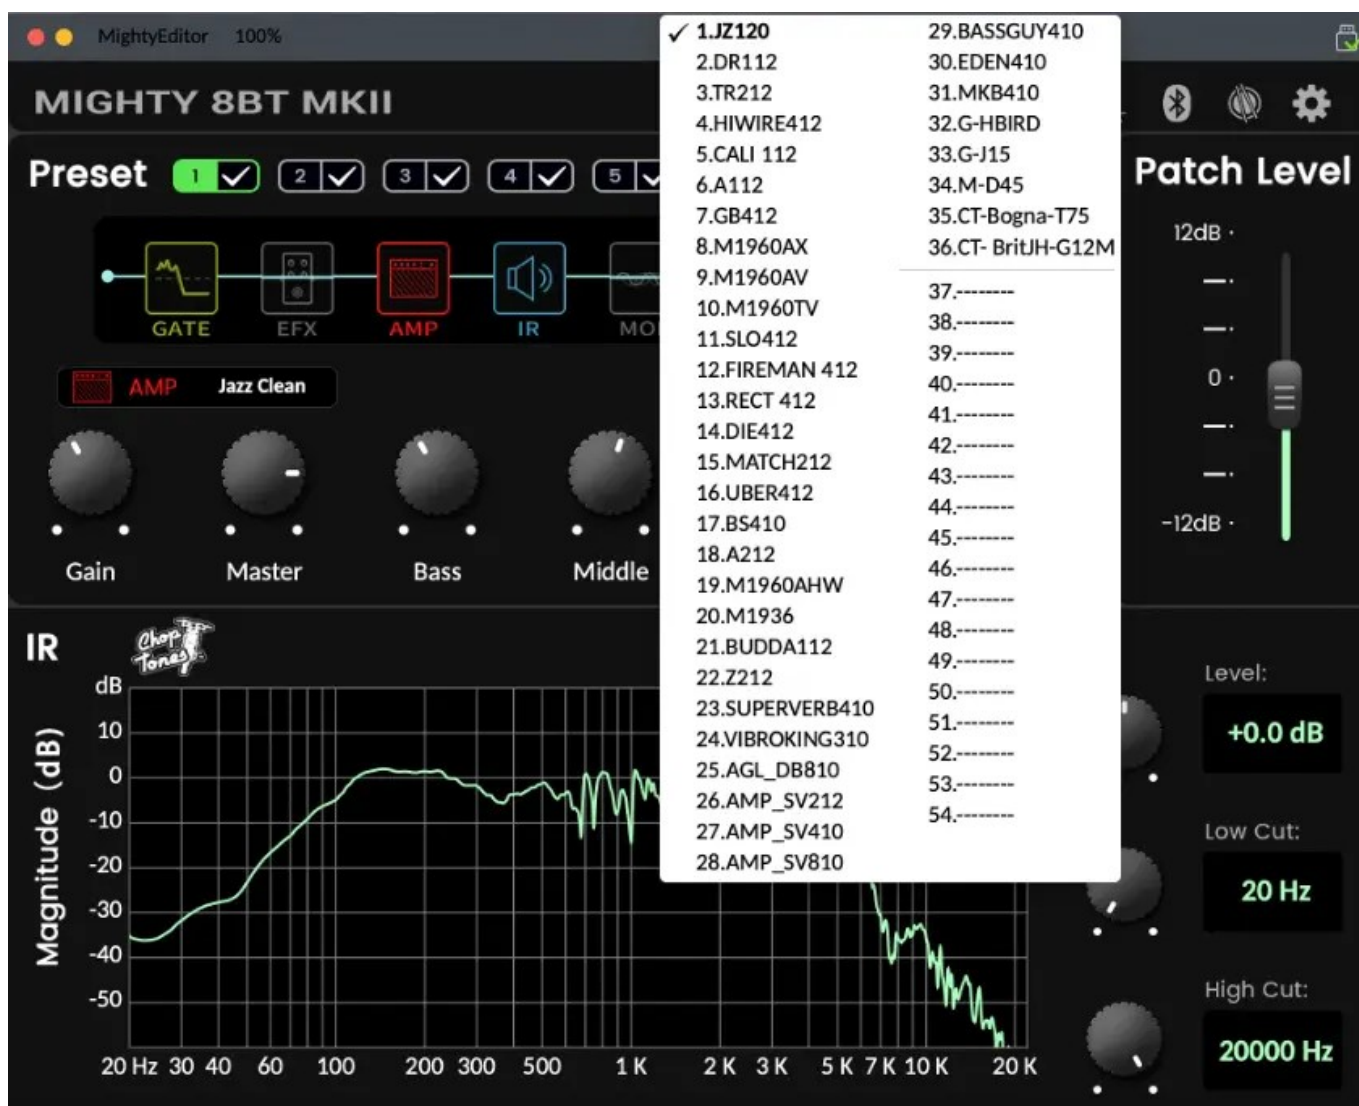 MightyEditor 100%
MIGHTY 8BT MKII
Preset 1 2 3 4 5
GATE EFX AMP IR
AMP Jazz Clean
Gain Master Bass Middle
✓ 1.JZ120
2.DR112
3.TR212
4.HIWIRE412
5.CALI 112
6.A112
7.GB412
8.M1960AX
9.M1960AV
10.M1960TV
11.SLO412
12.FIREMAN 412
13.RECT 412
14.DIE412
15.MATCH212
16.UBER412
17.BS410
18.A212
19.M1960AHW
20.M1936
21.BUDDA112
22.Z212
23.SUPERVERB410
24.VIBROKING310
25.AGL_DB810
26.AMP_SV212
27.AMP_SV410
28.AMP_SV810
29.BASSGUY410
30.EDEN410
31.MKB410
32.G-HBIRD
33.G-J15
34.M-D45
35.CT-Bogna-T75
36.CT- BritJH-G12M
37.--------
38.--------
39.--------
40.--------
41.--------
42.--------
43.--------
44.--------
45.--------
46.--------
47.--------
48.--------
49.--------
50.--------
51.--------
52.--------
53.--------
54.--------
Patch Level
12dB
0
-12dB
IR
Chop
Tones
Magnitude (dB)
dB
10
0
-10
-20
-30
-40
-50
20 Hz 30 40 60 100 200 300 500 1 K 2 K 3 K 5 K 7 K 10 K 20 K
Level:
+0.0 dB
Low Cut:
20 Hz
High Cut:
20000 Hz